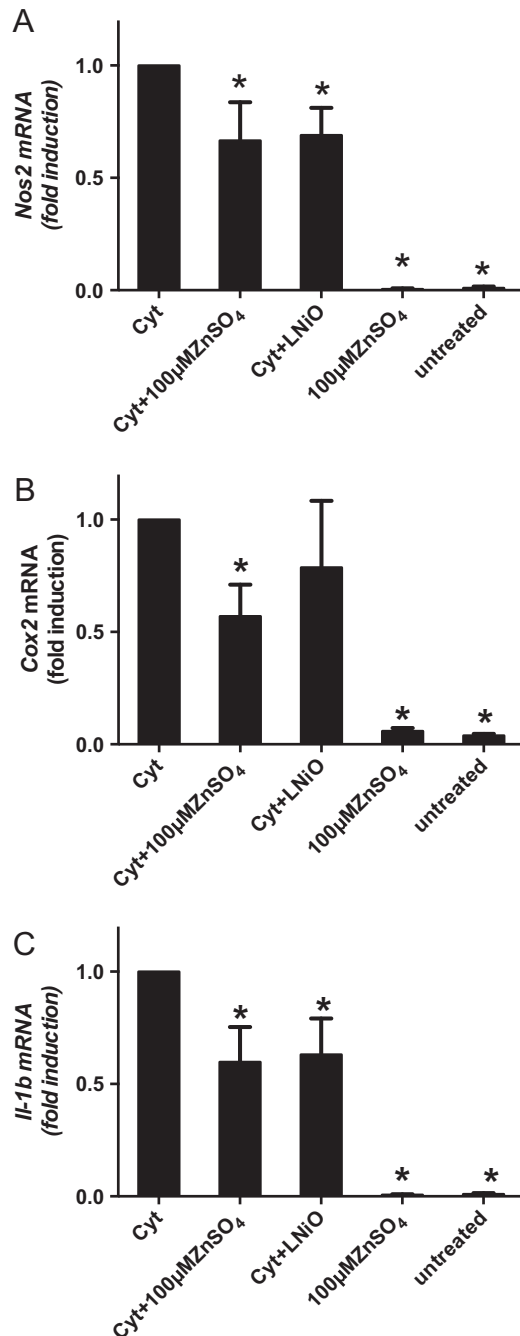 A
Nos2 mRNA
(fold induction)
1.0
0.5
0.0
*
*
*
*
Cyt
Cyt+100µMZnSO₄
Cyt+LNiO
100µMZnSO₄
untreated
B
Cox2 mRNA
(fold induction)
1.0
0.5
0.0
*
*
*
Cyt
Cyt+100µMZnSO₄
Cyt+LNiO
100µMZnSO₄
untreated
C
Il-1b mRNA
(fold induction)
1.0
0.5
0.0
*
*
*
*
Cyt
Cyt+100µMZnSO₄
Cyt+LNiO
100µMZnSO₄
untreated